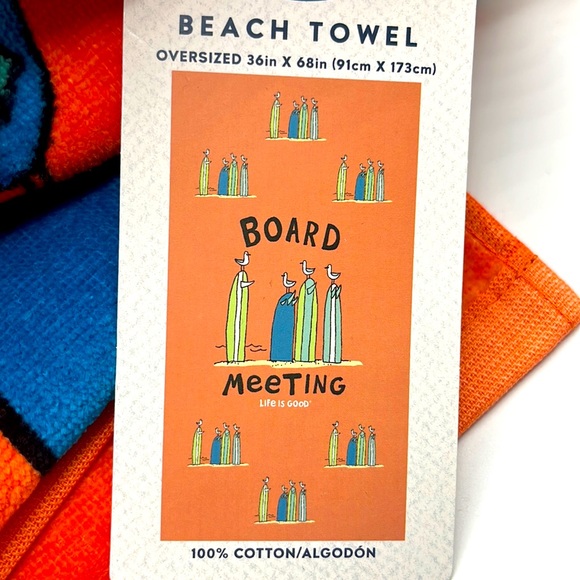 BEACH TOWEL
OVERSIZED 36in X 68in (91cm X 173cm)
BOARD
MeeTING
LIFE IS GOOD®
100% COTTON/ALGODÓN